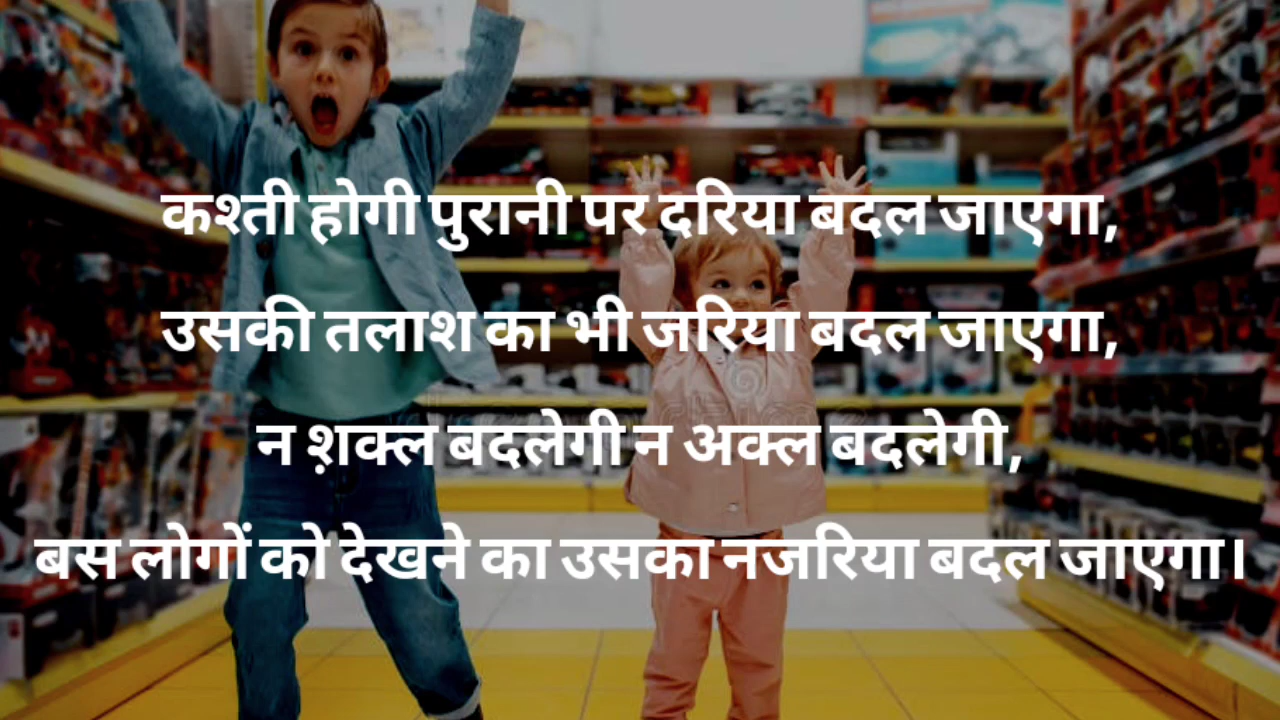 कश्ती होगी पुरानी पर दरिया बदल जाएगा,
उसकी तलाश का भी जरिया बदल जाएगा,
न श़क्ल बदलेगी न अक्ल बदलेगी,
बस लोगों को देखने का उसका नजरिया बदल जाएगा।